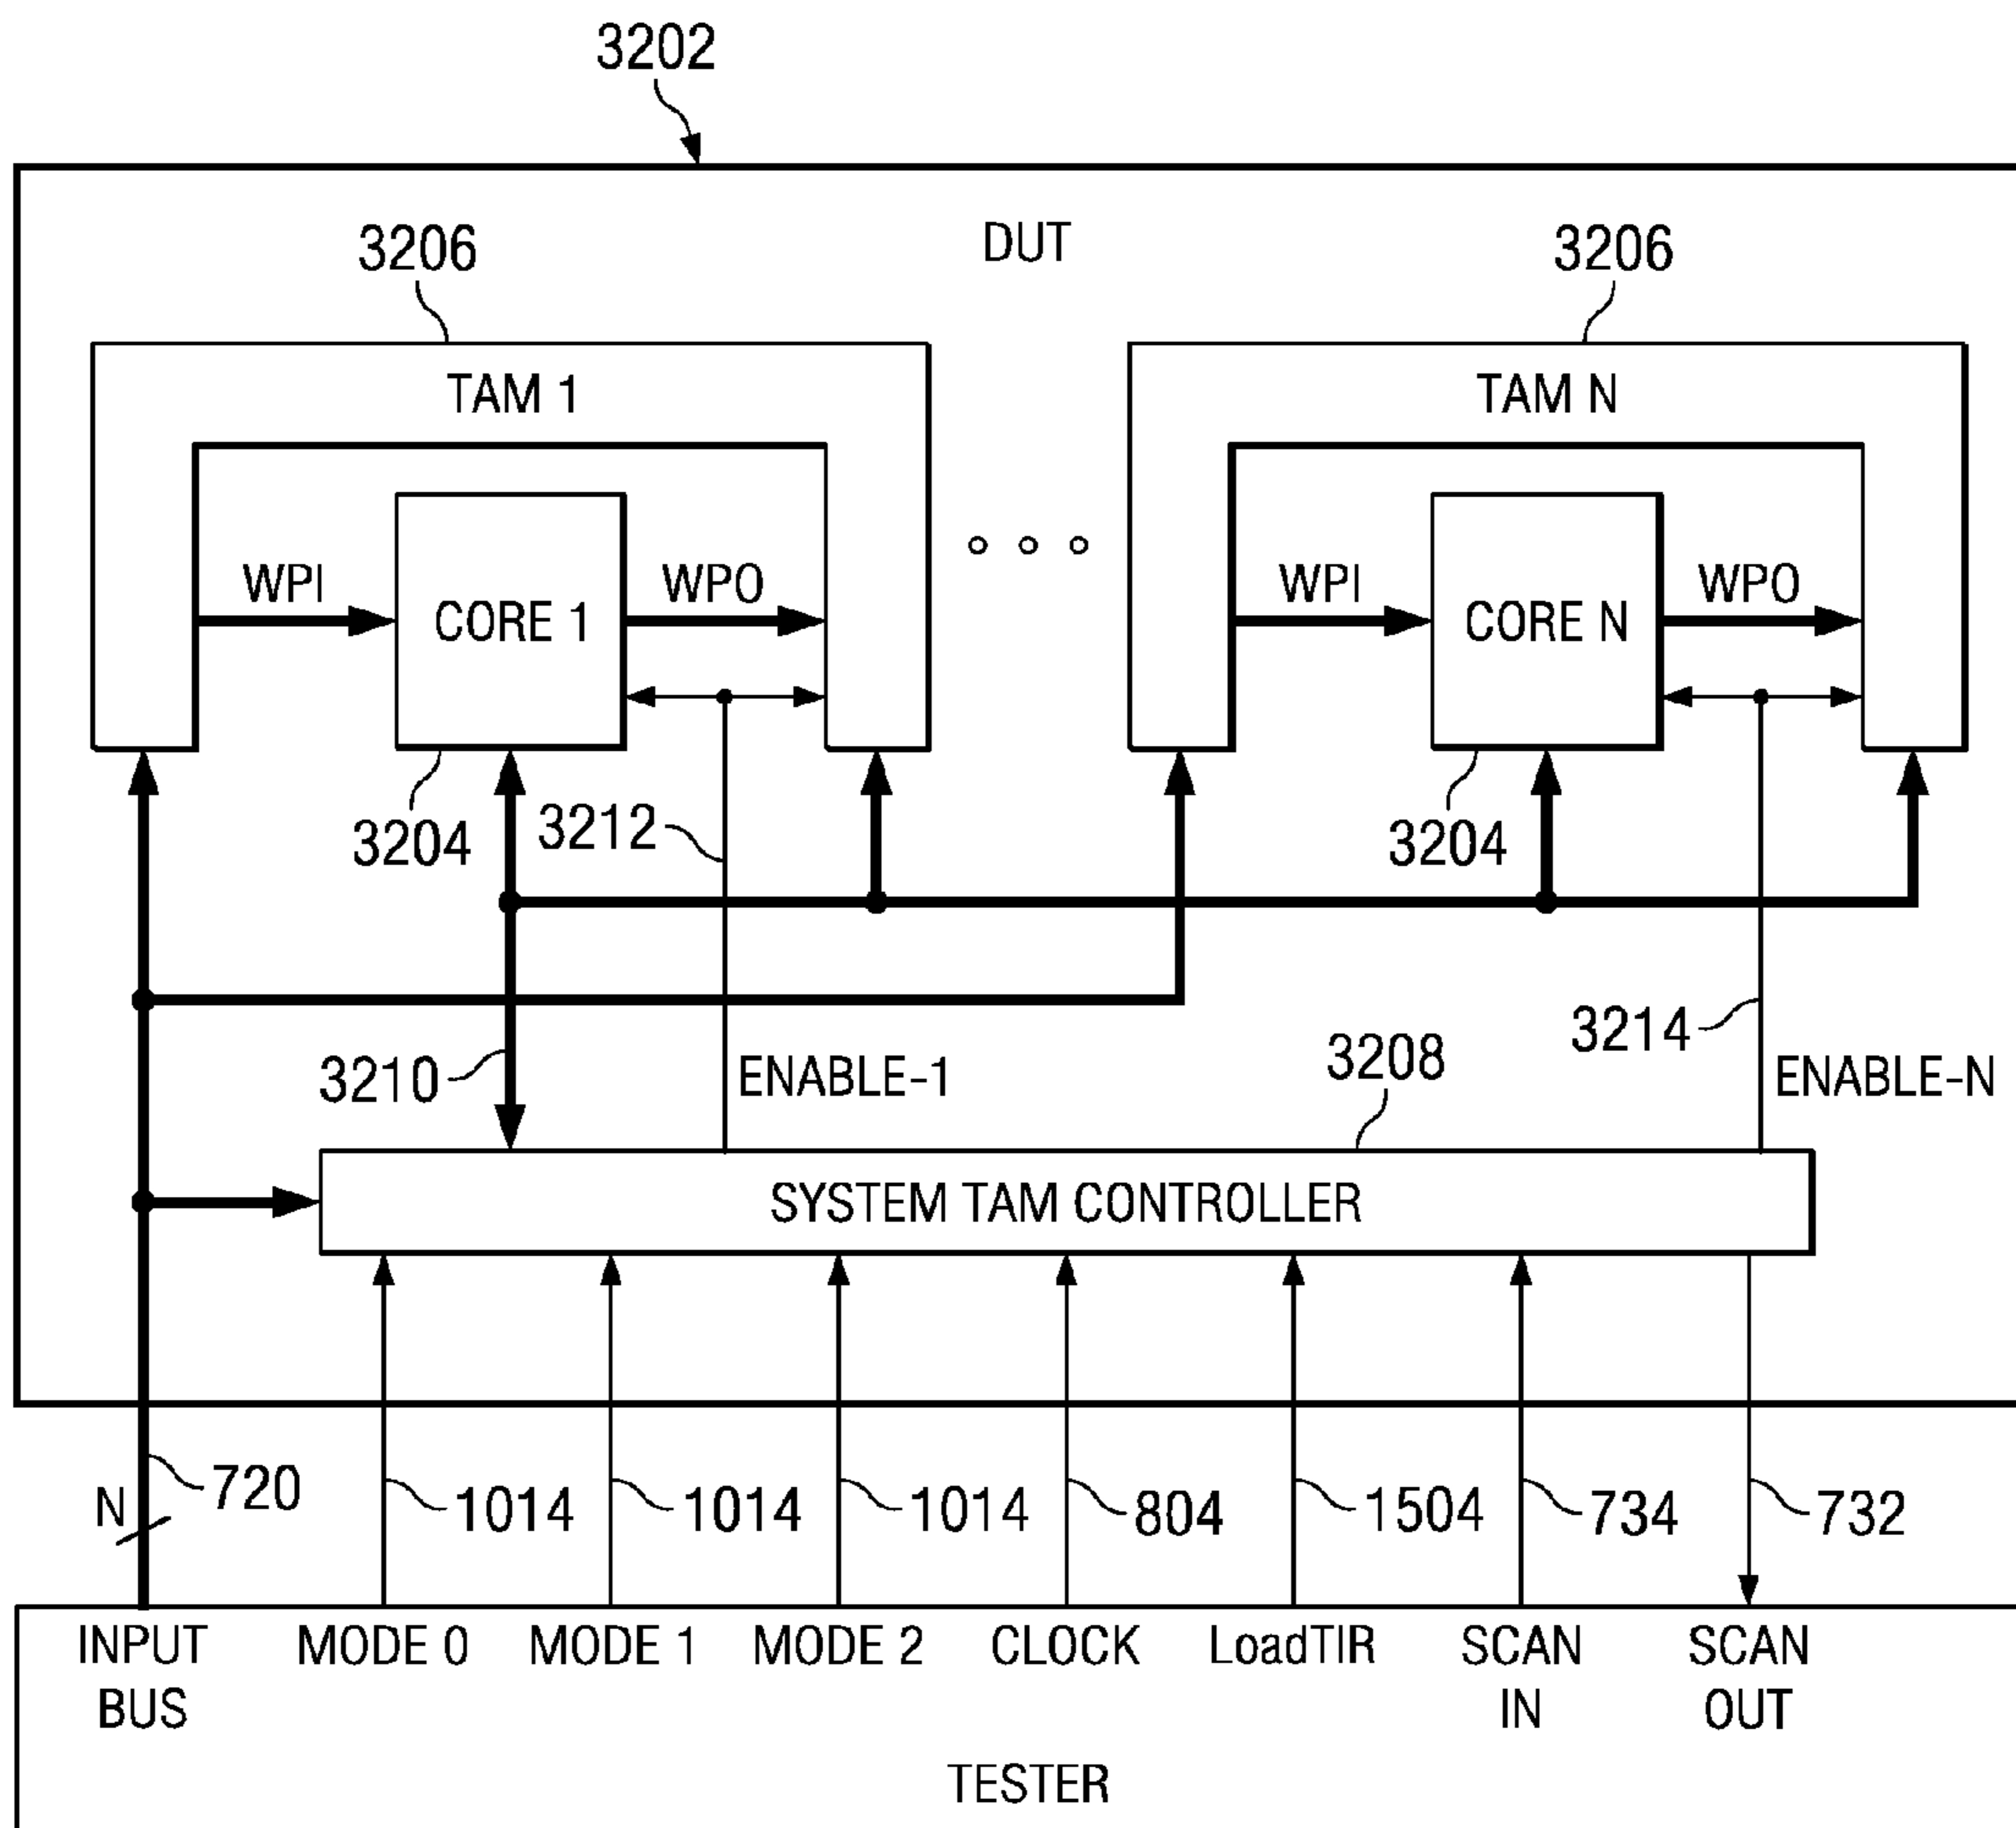 3202
DUT
3206
3206
TAM 1
TAM N
WPI
CORE 1
WPO
WPI
CORE N
WPO
3204
3212
3204
3210
ENABLE-1
3208
3214
ENABLE-N
SYSTEM TAM CONTROLLER
N
720
1014
1014
1014
804
1504
734
732
INPUT BUS
MODE 0
MODE 1
MODE 2
CLOCK
LoadTIR
SCAN IN
SCAN OUT
TESTER